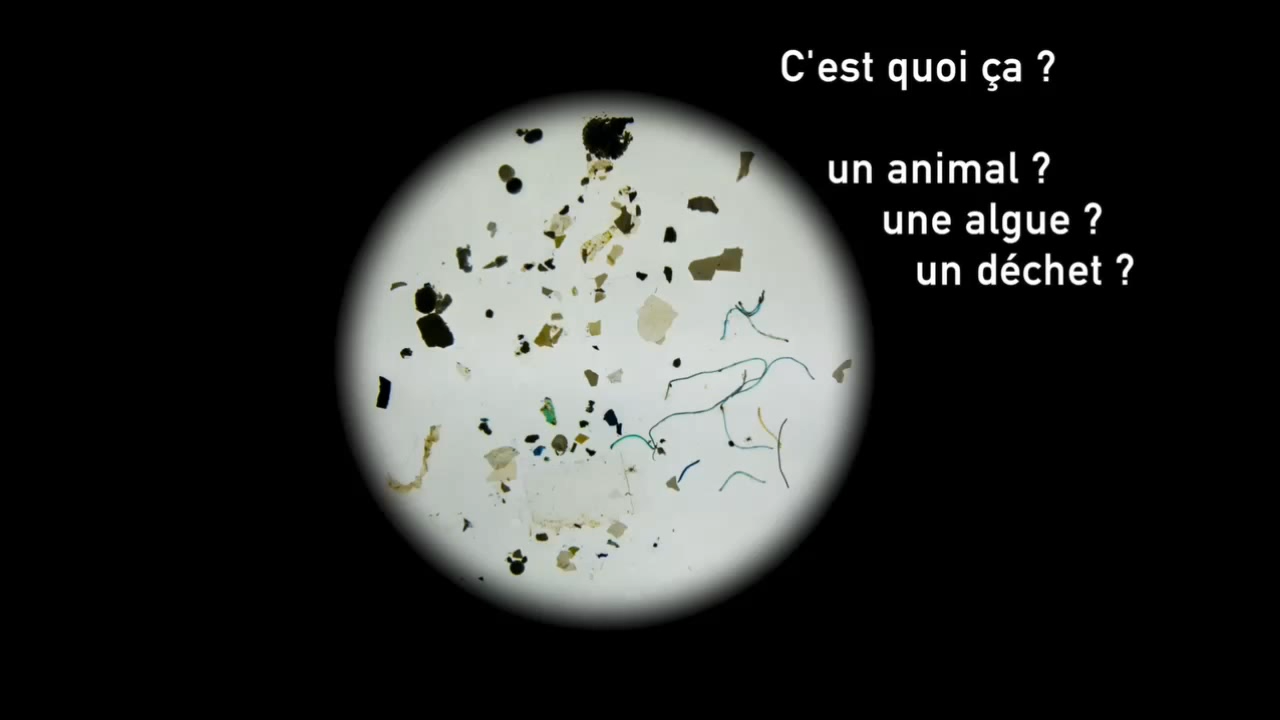 C'est quoi ça ?
un animal ?
une algue ?
un déchet ?